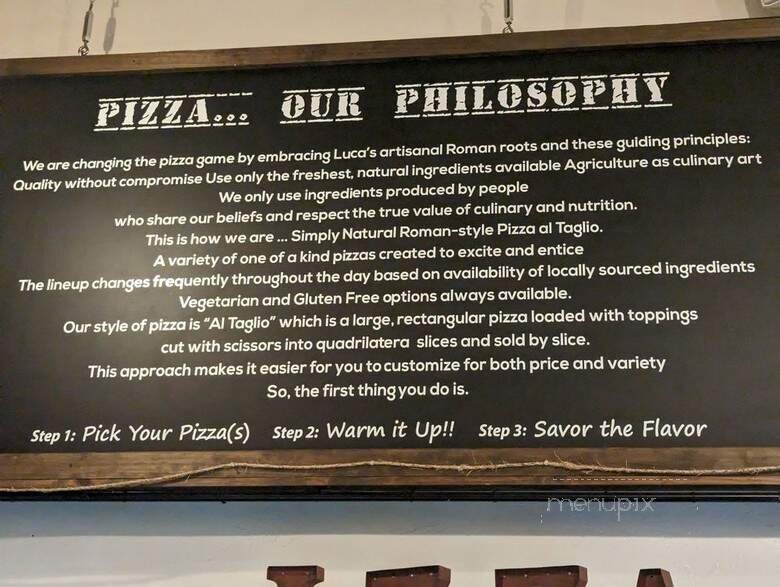 PIZZA... OUR PHILOSOPHY
We are changing the pizza game by embracing Luca's artisanal Roman roots and these guiding principles:
Quality without compromise Use only the freshest, natural ingredients available Agriculture as culinary art
We only use ingredients produced by people
who share our beliefs and respect the true value of culinary and nutrition.
This is how we are ... Simply Natural Roman-style Pizza al Taglio.
A variety of one of a kind pizzas created to excite and entice
The lineup changes frequently throughout the day based on availability of locally sourced ingredients
Vegetarian and Gluten Free options always available.
Our style of pizza is "Al Taglio" which is a large, rectangular pizza loaded with toppings
cut with scissors into quadrilatera slices and sold by slice.
This approach makes it easier for you to customize for both price and variety
So, the first thing you do is.
Step 1: Pick Your Pizza(s) Step 2: Warm it Up!! Step 3: Savor the Flavor
menupix